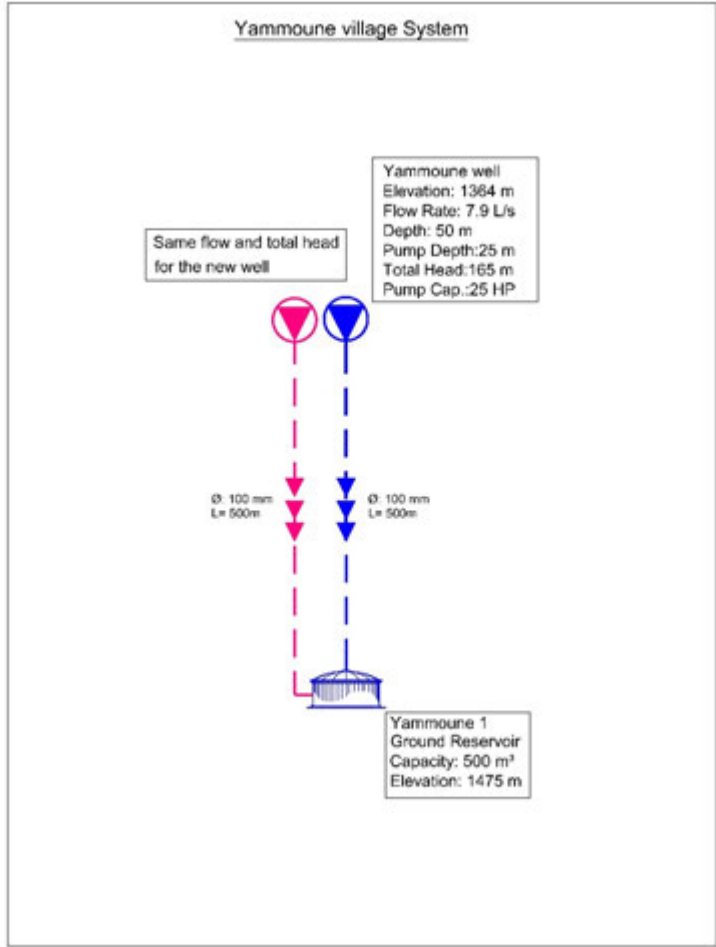 Yammoune village System
Yammoune well
Elevation: 1364 m
Flow Rate: 7.9 L/s
Depth: 50 m
Pump Depth:25 m
Total Head:165 m
Pump Cap.:25 HP
Same flow and total head
for the new well
Ø: 100 mm
L= 500m
Ø: 100 mm
L= 500m
Yammoune 1
Ground Reservoir
Capacity: 500 m³
Elevation: 1475 m